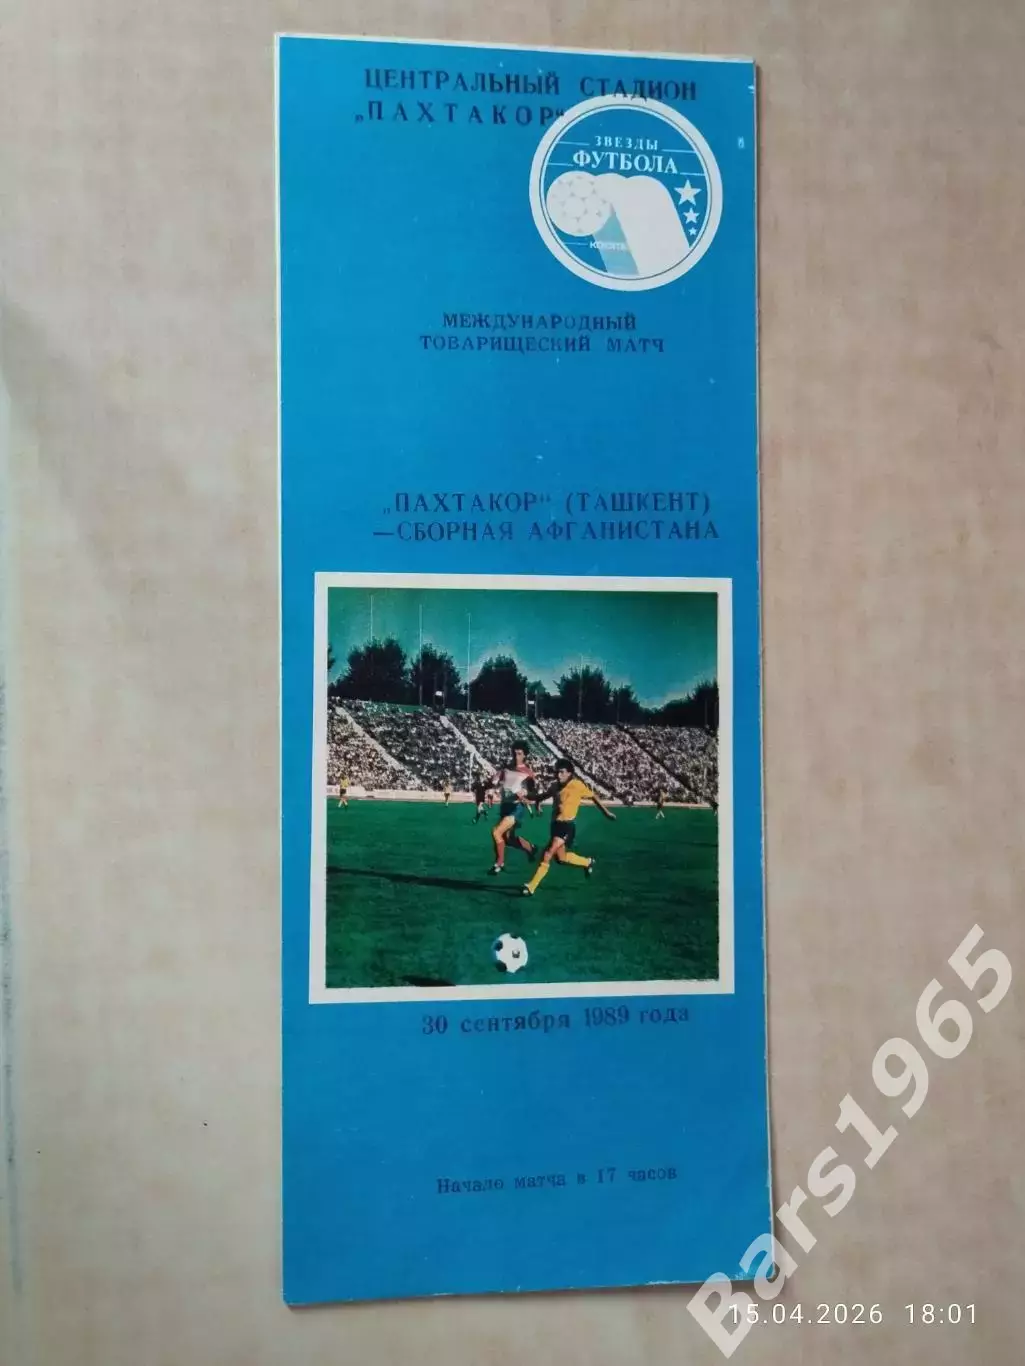 ЦЕНТРАЛЬНЫЙ СТАДИОН
„ПАХТАКОР“
ЗВЕЗДЫ
ФУТБОЛА
МЕЖДУНАРОДНЫЙ
ТОВАРИЩЕСКИЙ МАТЧ
„ПАХТАКОР“ (ТАШКЕНТ)
—СБОРНАЯ АФГАНИСТАНА
30 сентября 1989 года
Начало матча в 17 часов
Bars1965
15.04.2026 18:01